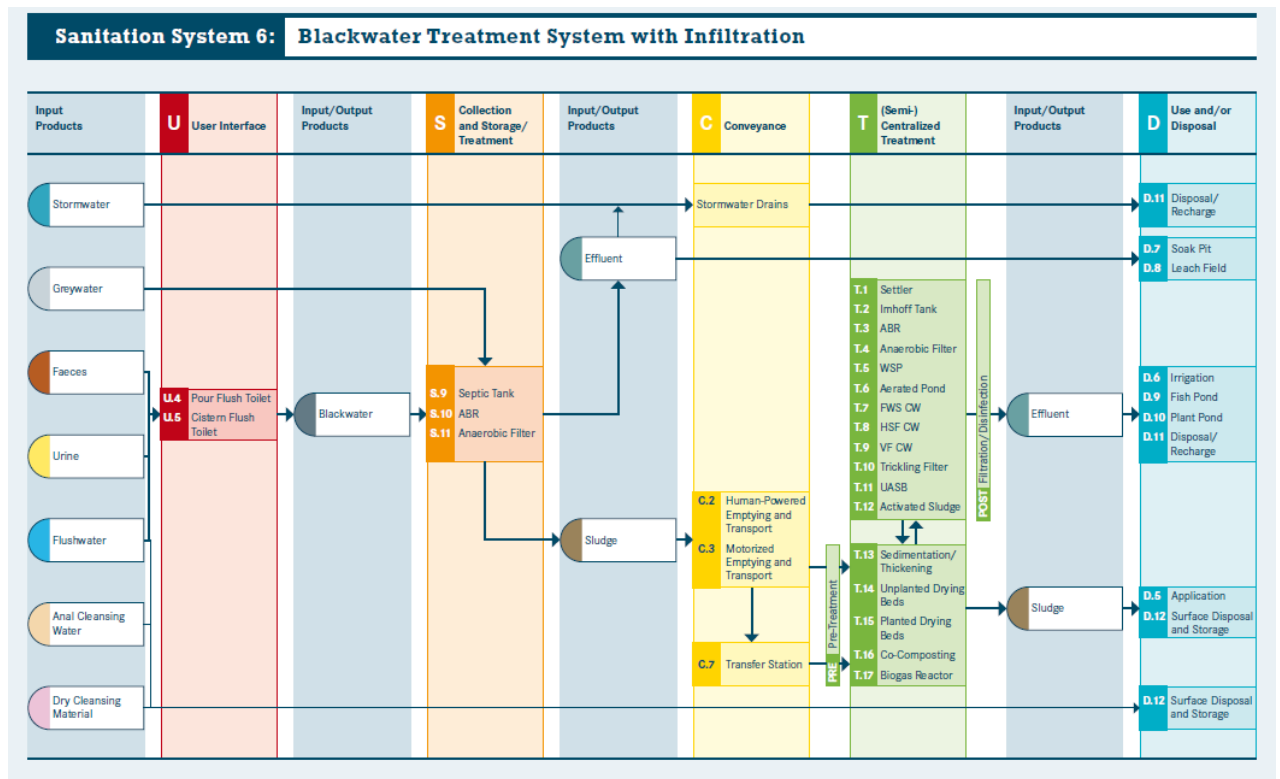 Sanitation System 6: Blackwater Treatment System with Infiltration
Input
Products
U User Interface
Input/Output
Products
S Collection
and Storage/
Treatment
Input/Output
Products
C Conveyance
T (Semi-)
Centralized
Treatment
Input/Output
Products
D Use and/or
Disposal
Stormwater
Greywater
Faeces
Urine
Flushwater
Anal Cleansing
Water
Dry Cleansing
Material
U.4 Pour Flush Toilet
U.5 Cistern Flush
Toilet
Blackwater
S.9 Septic Tank
S.10 ABR
S.11 Anaerobic Filter
Effluent
Sludge
Stormwater Drains
C.2 Human-Powered
Emptying and
Transport
C.3 Motorized
Emptying and
Transport
C.7 Transfer Station
PRE Pre-Treatment
T.1 Settler
T.2 Imhoff Tank
T.3 ABR
T.4 Anaerobic Filter
T.5 WSP
T.6 Aerated Pond
T.7 FWS CW
T.8 HSF CW
T.9 VF CW
T.10 Trickling Filter
T.11 UASB
T.12 Activated Sludge
T.13 Sedimentation/
Thickening
T.14 Unplanted Drying
Beds
T.15 Planted Drying
Beds
T.16 Co-Composting
T.17 Biogas Reactor
POST Filtration/Disinfection
Effluent
Sludge
D.11 Disposal/
Recharge
D.7 Soak Pit
D.8 Leach Field
D.6 Irrigation
D.9 Fish Pond
D.10 Plant Pond
D.11 Disposal/
Recharge
D.5 Application
D.12 Surface Disposal
and Storage
D.12 Surface Disposal
and Storage